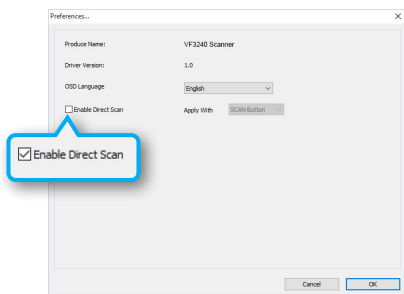 Preferences...
Produce Name: VF3240 Scanner
Driver Version: 1.0
OSD Language English
Enable Direct Scan Apply With SCAN Button
Enable Direct Scan
Cancel OK